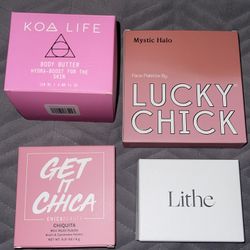 KOA LIFE
BODY BUTTER
HYDRA-BOOST FOR THE
SKIN
Mystic Halo
Face Palette By
LUCKY
CHICK
GET
IT
CHICA
CHICABEAUTY
CHIQUITA
Lithe